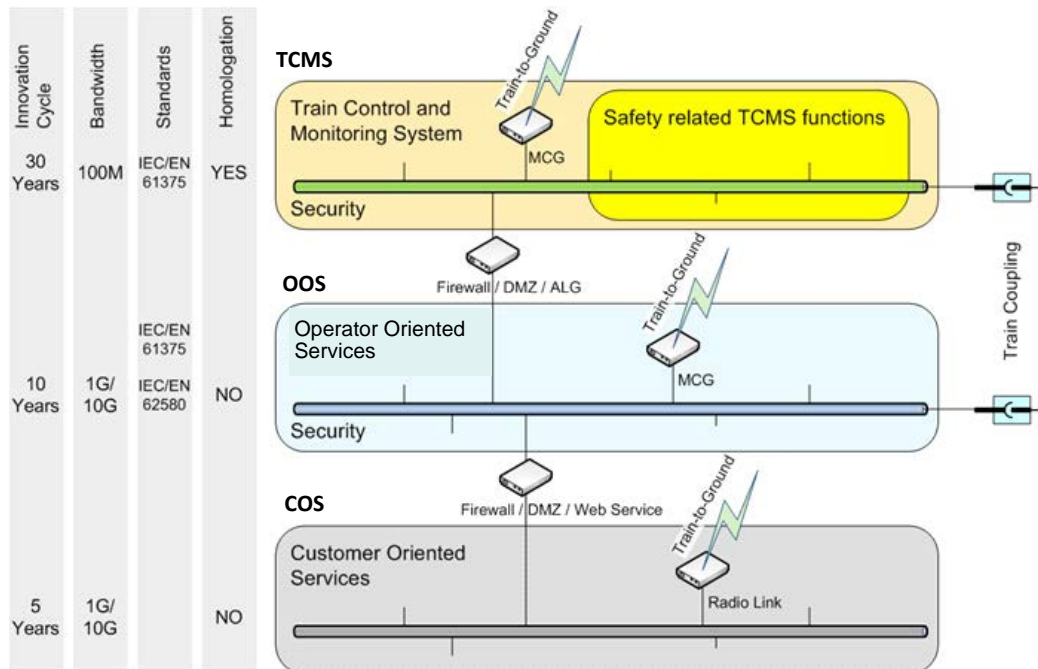 Innovation
Cycle
Bandwidth
Standards
Homologation
TCMS
Train-to-Ground
Train Control and
Monitoring System
Safety related TCMS functions
MCG
30
Years
100M
IEC/EN
61375
YES
Security
Firewall / DMZ / ALG
OOS
Train-to-Ground
Operator Oriented
Services
IEC/EN
61375
MCG
10
Years
1G/
10G
IEC/EN
62580
NO
Security
Train Coupling
Firewall / DMZ / Web Service
COS
Train-to-Ground
Customer Oriented
Services
Radio Link
5
Years
1G/
10G
NO